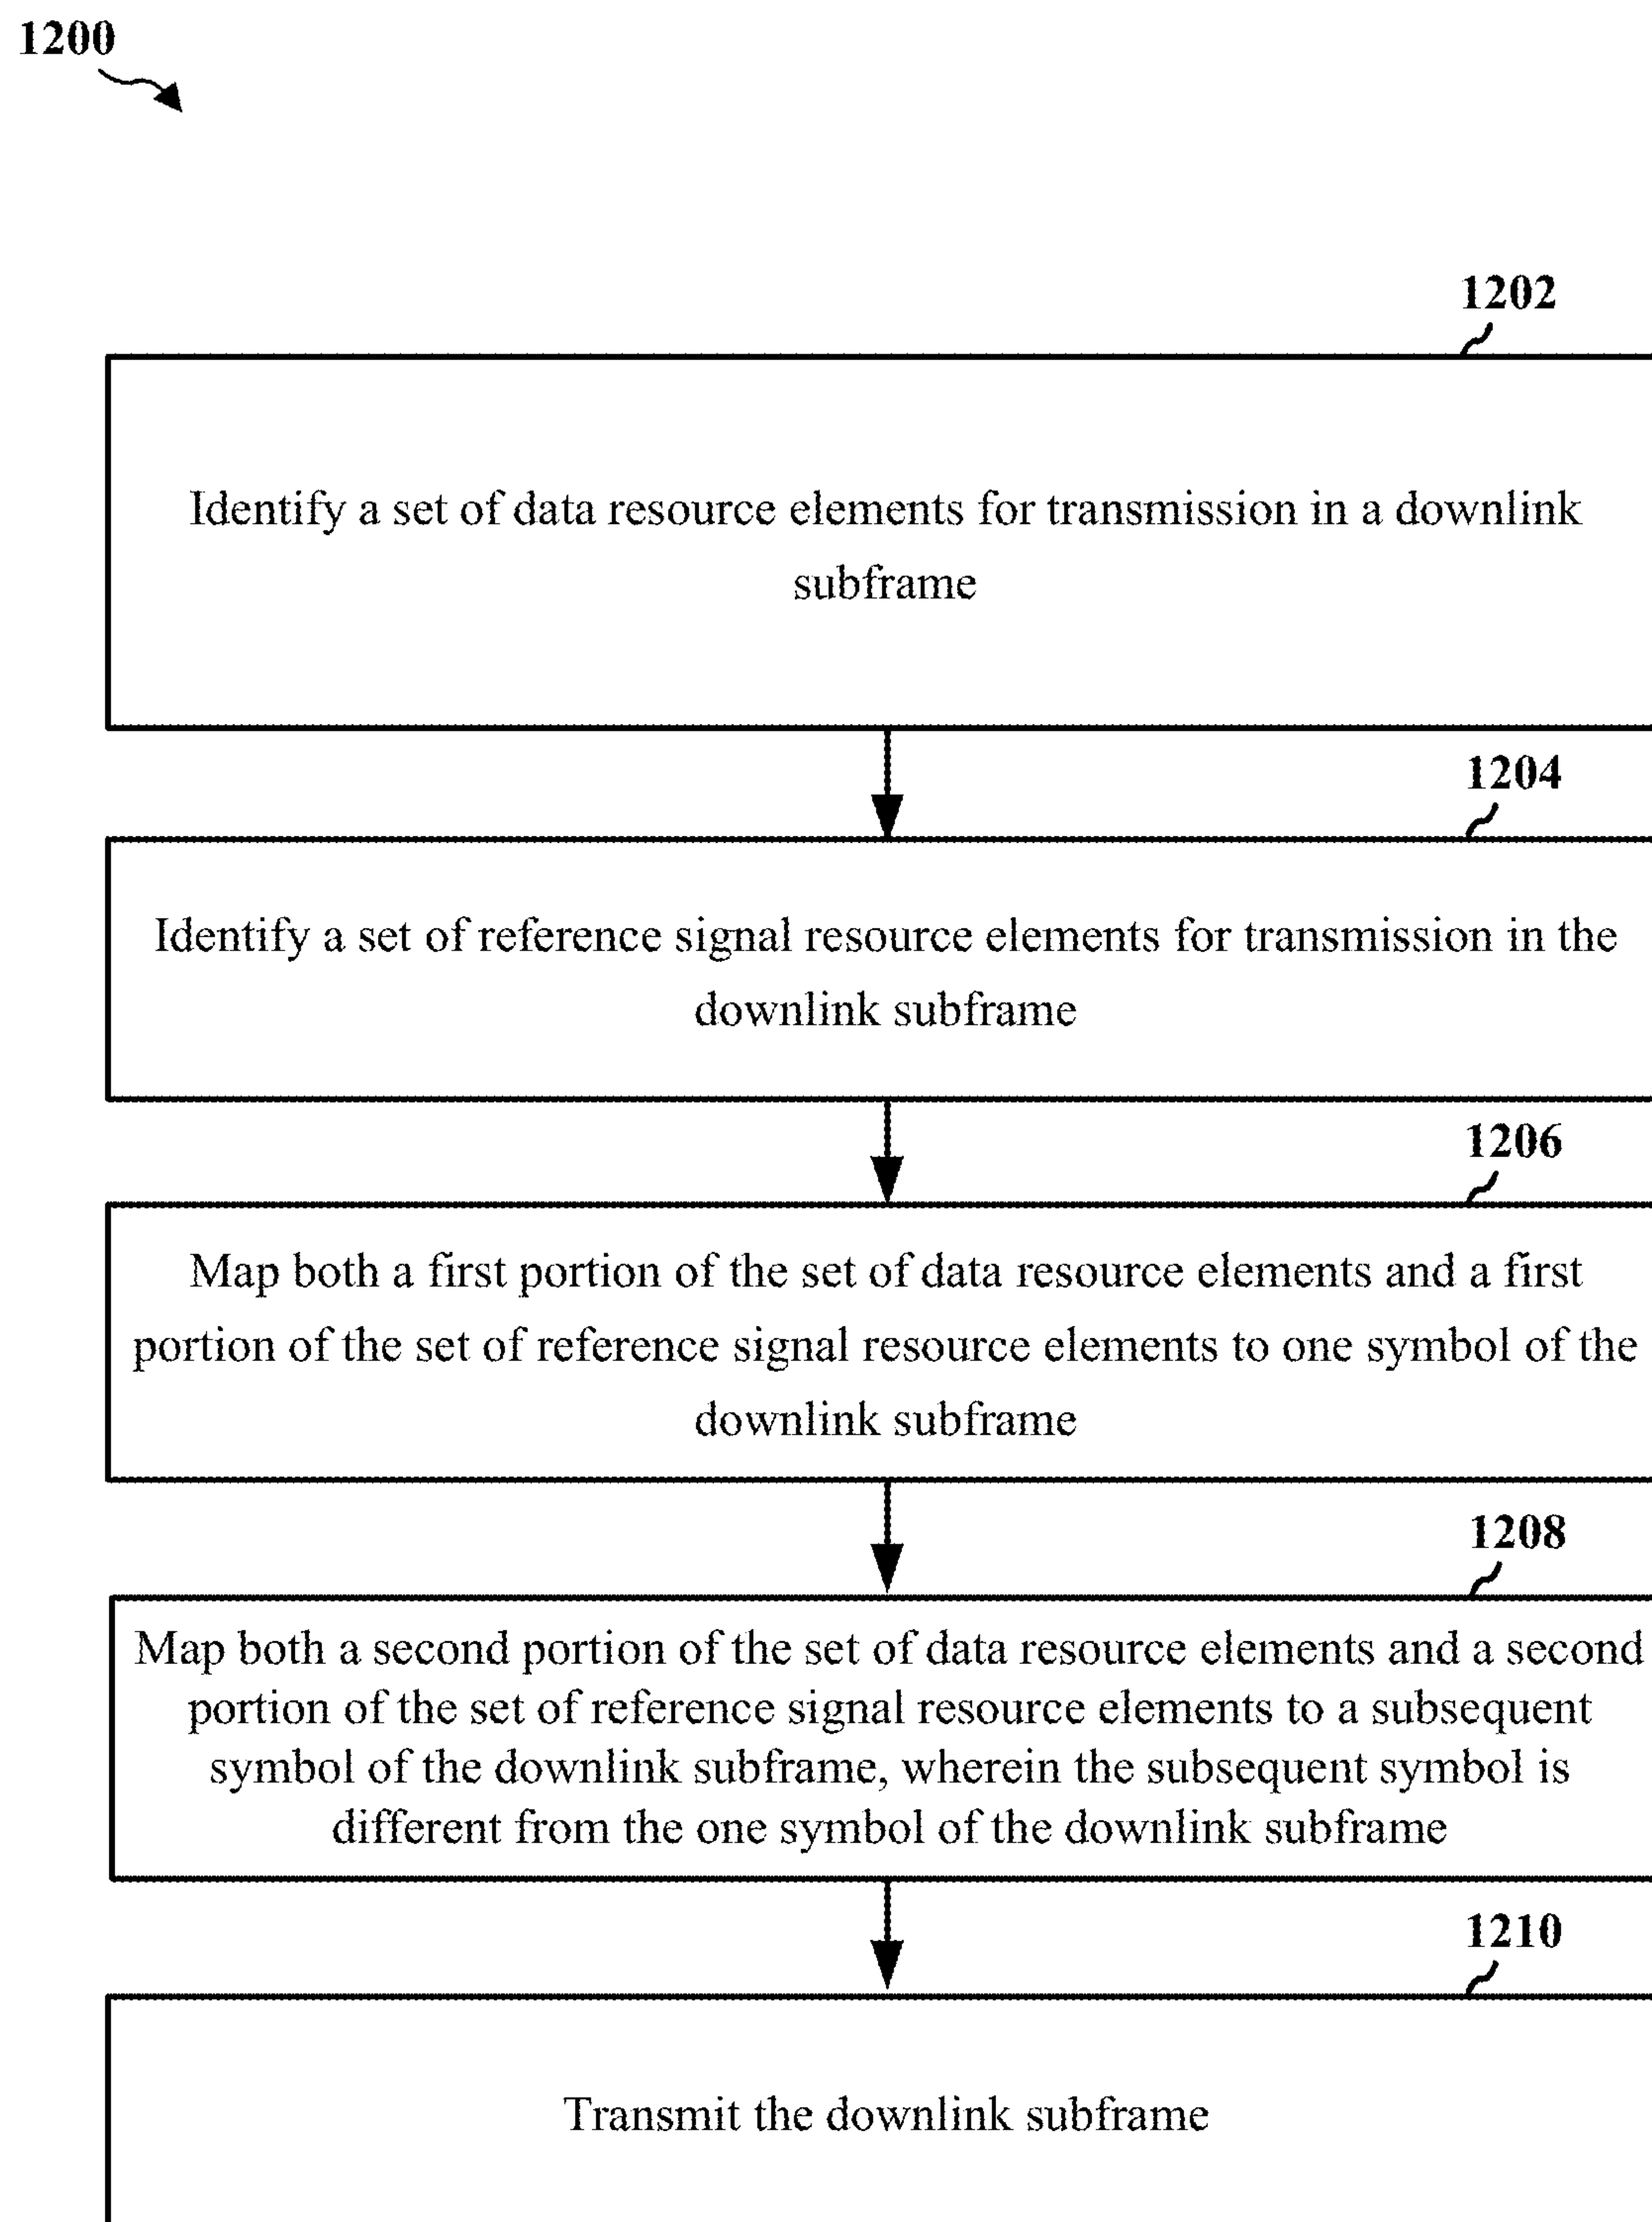 1200
1202
Identify a set of data resource elements for transmission in a downlink
subframe
1204
Identify a set of reference signal resource elements for transmission in the
downlink subframe
1206
Map both a first portion of the set of data resource elements and a first
portion of the set of reference signal resource elements to one symbol of the
downlink subframe
1208
Map both a second portion of the set of data resource elements and a second
portion of the set of reference signal resource elements to a subsequent
symbol of the downlink subframe, wherein the subsequent symbol is
different from the one symbol of the downlink subframe
1210
Transmit the downlink subframe